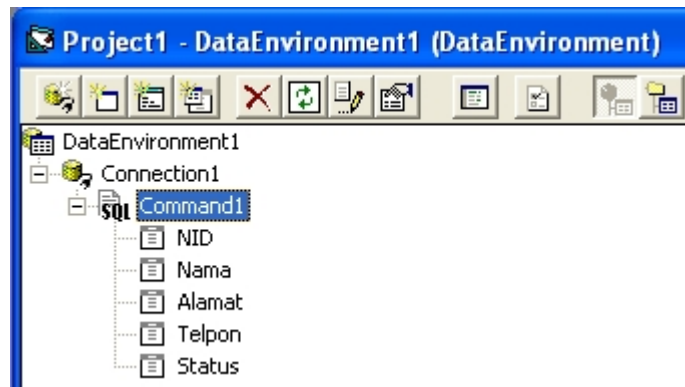 Project1 - DataEnvironment1 (DataEnvironment)
DataEnvironment1
Connection1
SQL Command1
NID
Nama
Alamat
Telpon
Status